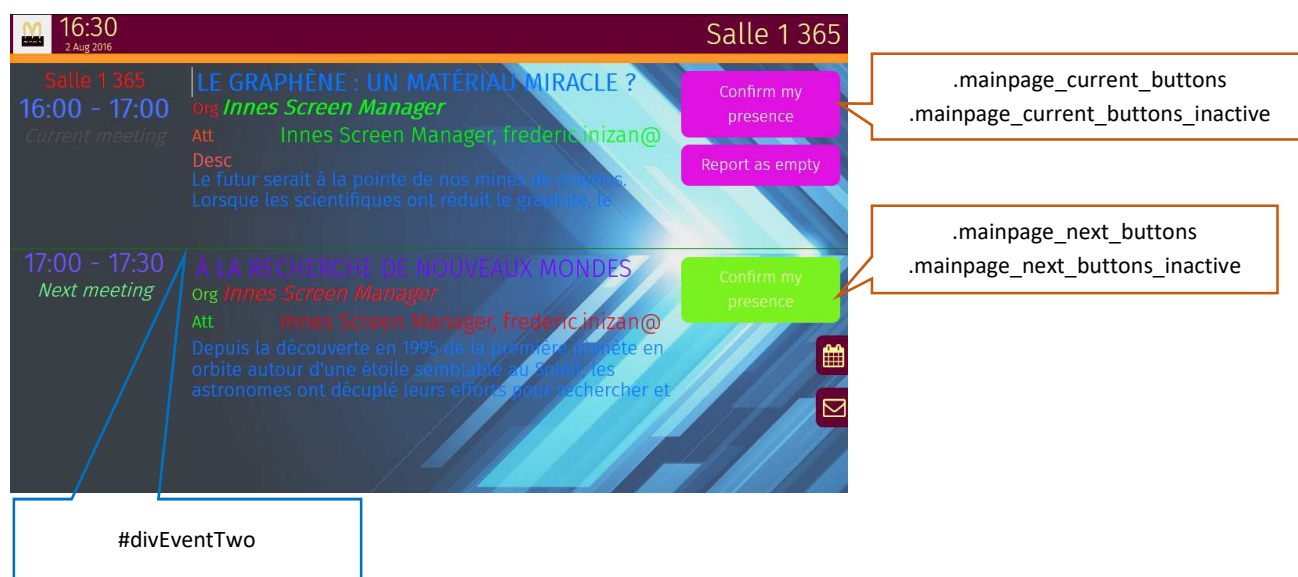 16:30
2 Aug 2016
Salle 1 365
Salle 1 365
16:00 - 17:00
Current meeting
LE GRAPHÈNE : UN MATÉRIAU MIRACLE ?
Org Innes Screen Manager
Att Innes Screen Manager, frederic.inizan@
Desc
Le futur serait à la pointe de nos mines de crayons.
Lorsque les scientifiques ont réduit le graphite, le
Confirm my
presence
Report as empty
.mainpage_current_buttons
.mainpage_current_buttons_inactive
17:00 - 17:30
Next meeting
À LA RECHERCHE DE NOUVEAUX MONDES
Org Innes Screen Manager
Att Innes Screen Manager, frederic.inizan@
Depuis la découverte en 1995 de la première planète en
orbite autour d'une étoile semblable au Soleil, les
astronomes ont décuplé leurs efforts pour rechercher et
Confirm my
presence
.mainpage_next_buttons
.mainpage_next_buttons_inactive
#divEventTwo